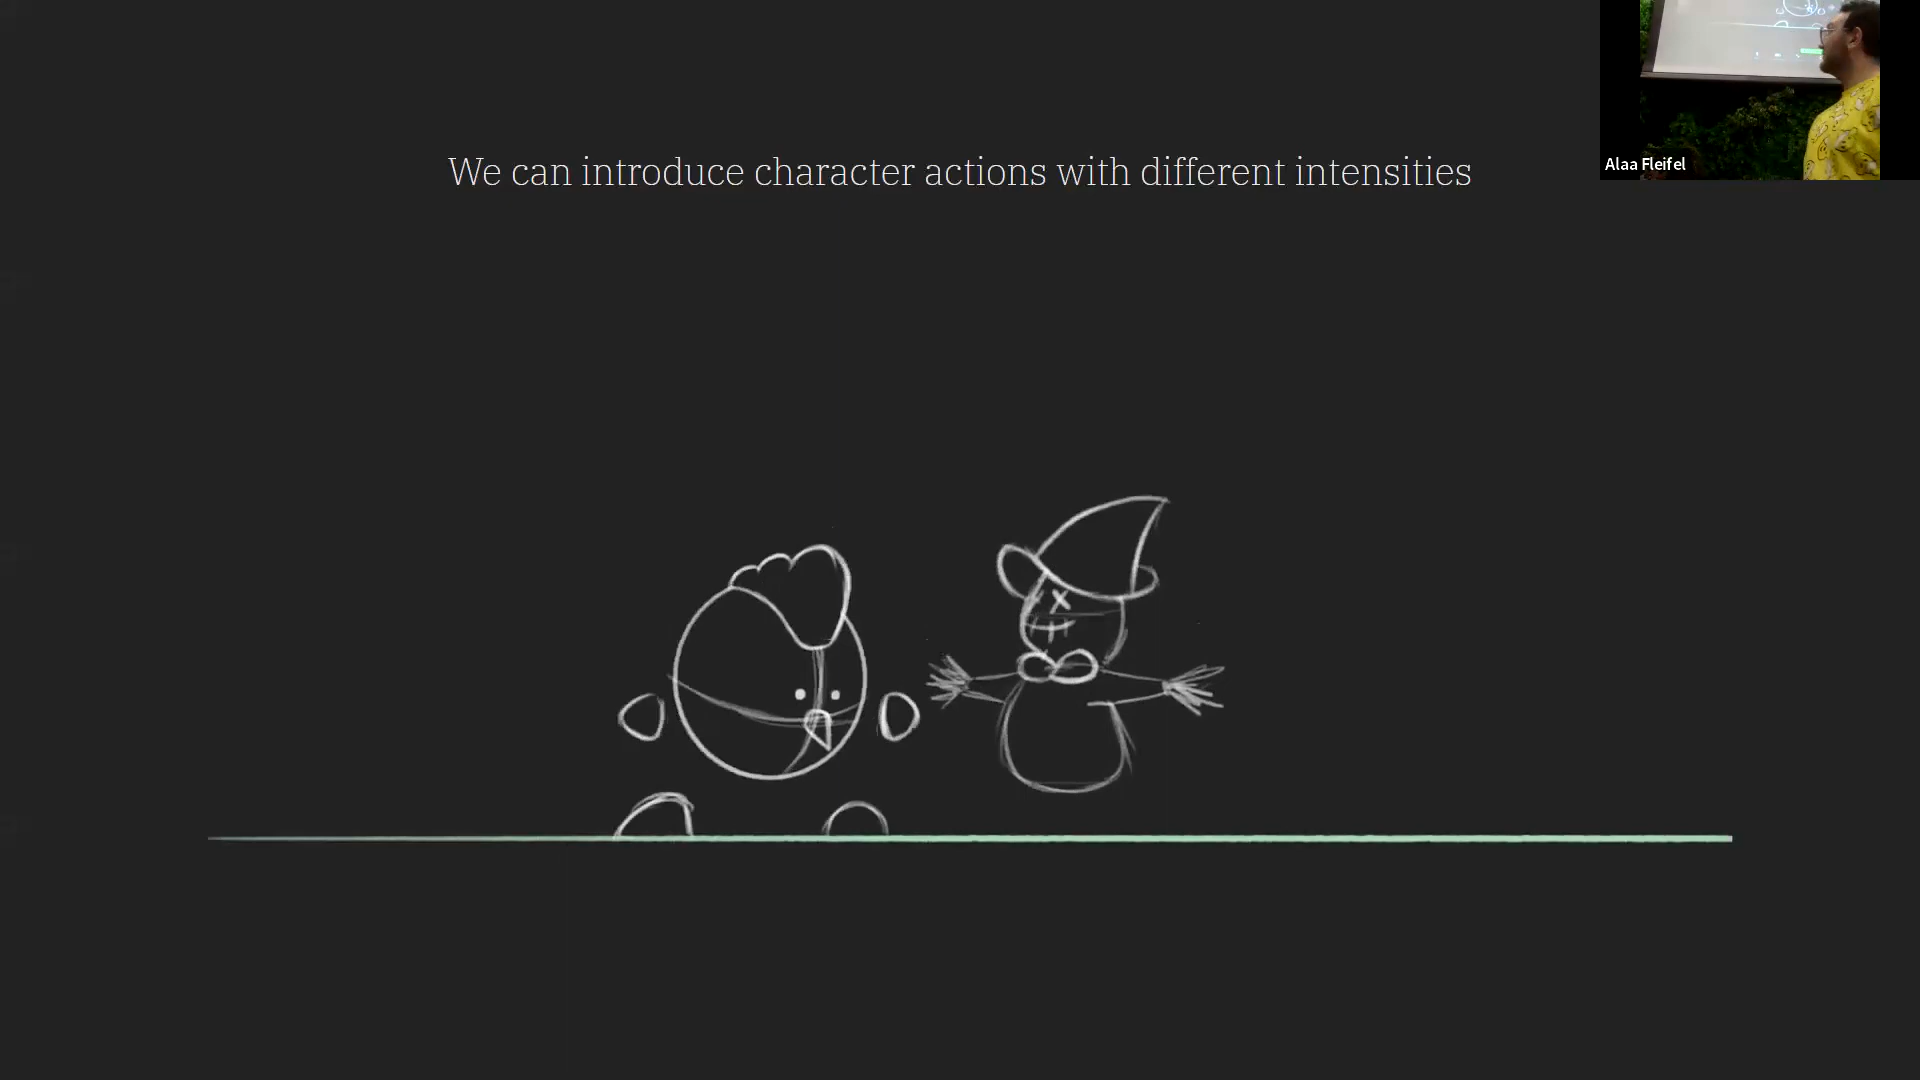 We can introduce character actions with different intensities
Alaa Fleifel